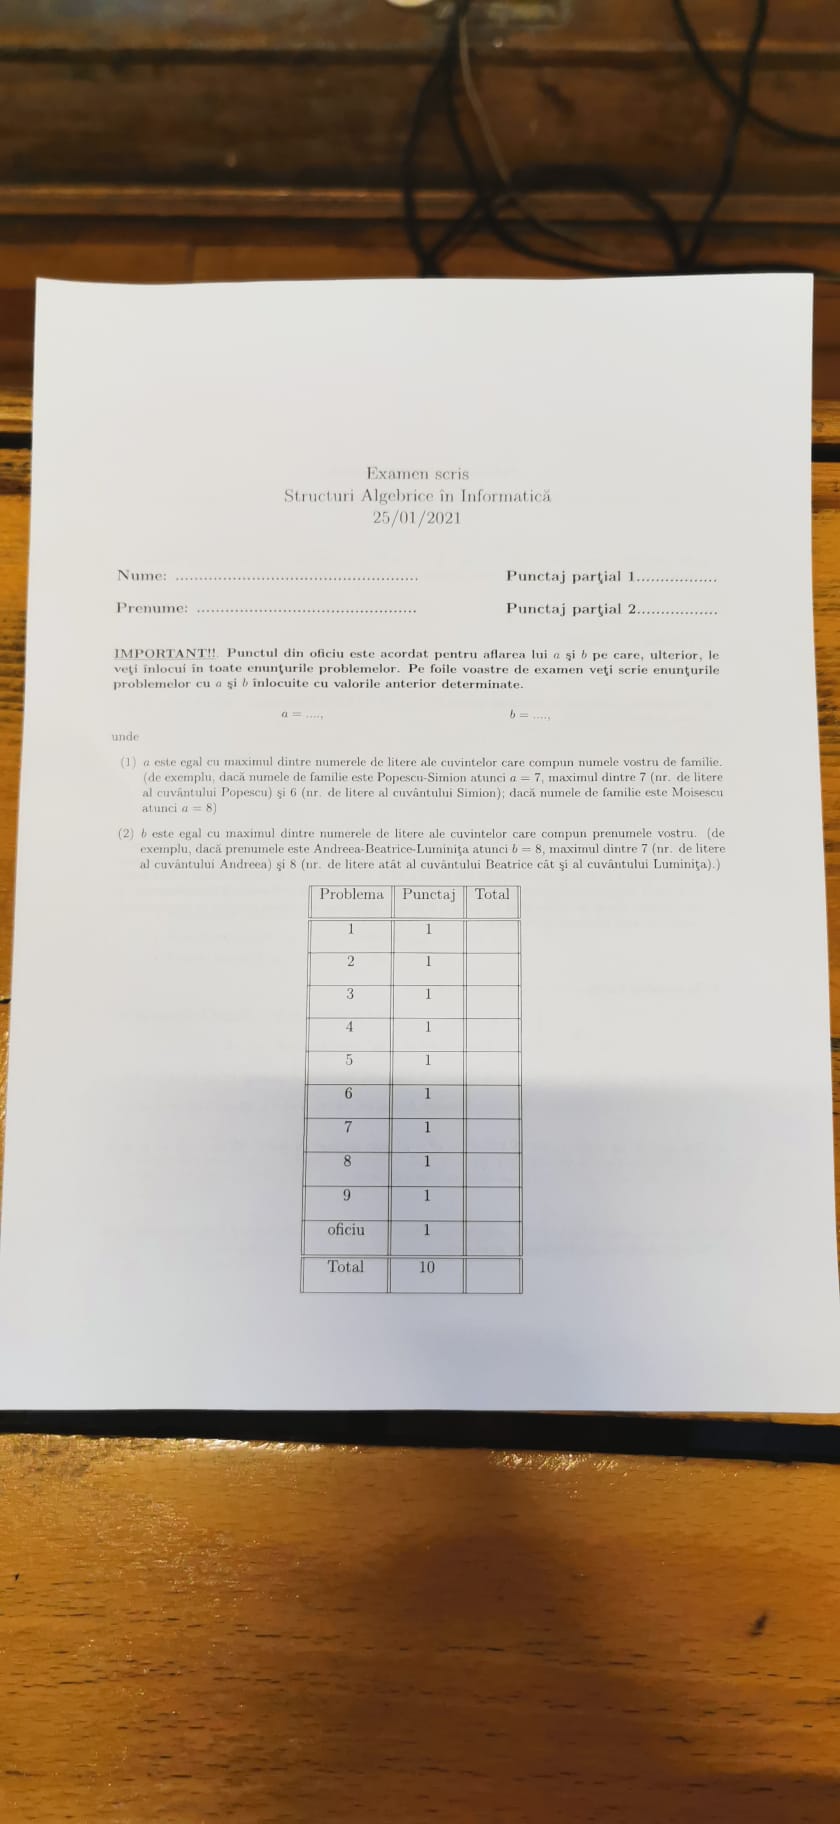 Examen scris
Structuri Algebrice în Informatică
25/01/2021
Nume: ....................................................
Punctaj parţial 1.................
Prenume: ...............................................
Punctaj parţial 2.................
IMPORTANT!!. Punctul din oficiu este acordat pentru aflarea lui a şi b pe care, ulterior, le
veţi înlocui în toate enunţurile problemelor. Pe foile voastre de examen veţi scrie enunţurile
problemelor cu a şi b înlocuite cu valorile anterior determinate.
a = ...., b = ....,
unde
(1) a este egal cu maximul dintre numerele de litere ale cuvintelor care compun numele vostru de familie.
(de exemplu, dacă numele de familie este Popescu-Simion atunci a = 7, maximul dintre 7 (nr. de litere
al cuvântului Popescu) şi 6 (nr. de litere al cuvântului Simion); dacă numele de familie este Moisescu
atunci a = 8)
(2) b este egal cu maximul dintre numerele de litere ale cuvintelor care compun prenumele vostru. (de
exemplu, dacă prenumele este Andreea-Beatrice-Luminiţa atunci b = 8, maximul dintre 7 (nr. de litere
al cuvântului Andreea) şi 8 (nr. de litere atât al cuvântului Beatrice cât şi al cuvântului Luminiţa).)
Problema Punctaj Total
1 1
2 1
3 1
4 1
5 1
6 1
7 1
8 1
9 1
oficiu 1
Total 10